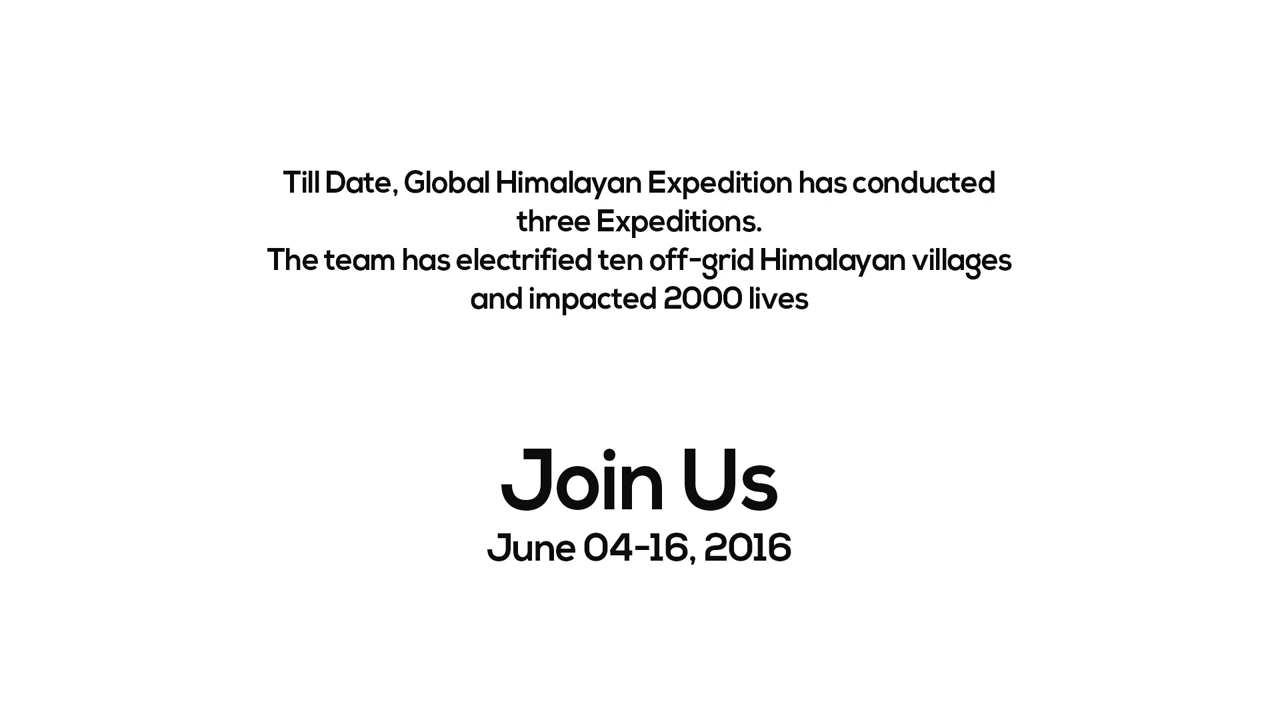 Till Date, Global Himalayan Expedition has conducted
three Expeditions.
The team has electrified ten off-grid Himalayan villages
and impacted 2000 lives
Join Us
June 04-16, 2016